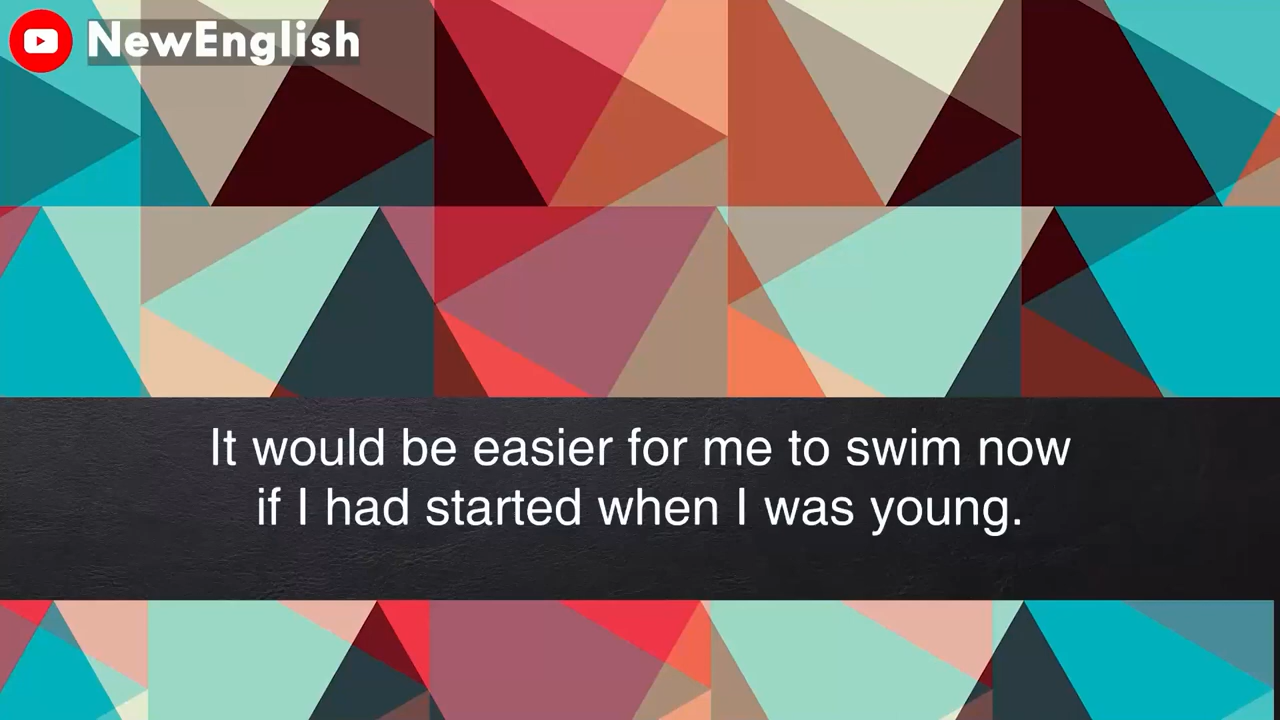 NewEnglish
It would be easier for me to swim now
if I had started when I was young.